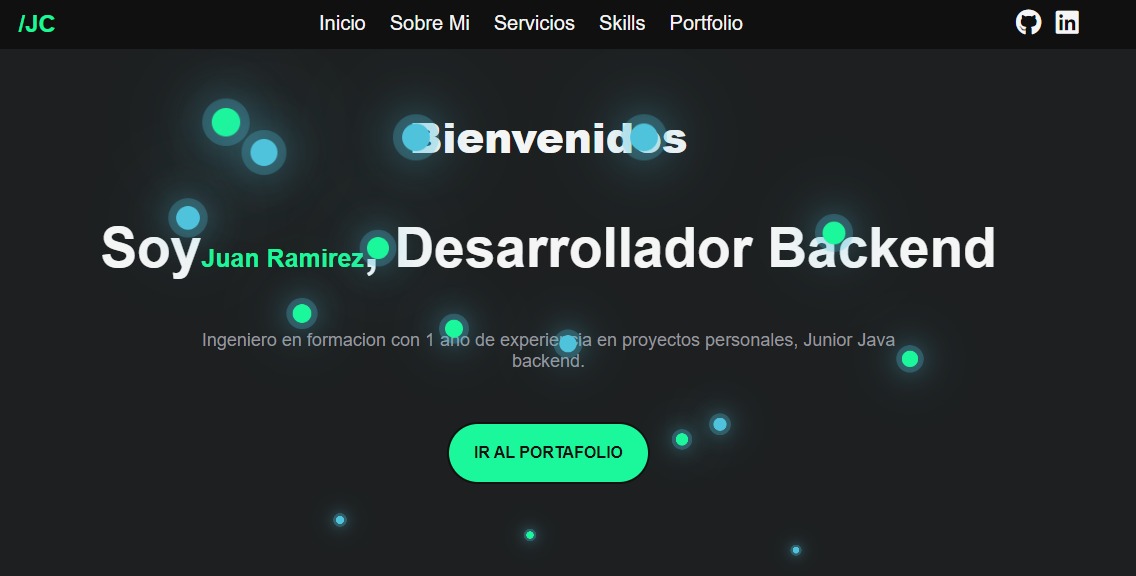 /JC
Inicio Sobre Mi Servicios Skills Portfolio
Bienvenidos
Soy Juan Ramirez, Desarrollador Backend
Ingeniero en formacion con 1 año de experiencia en proyectos personales, Junior Java
backend.
IR AL PORTAFOLIO